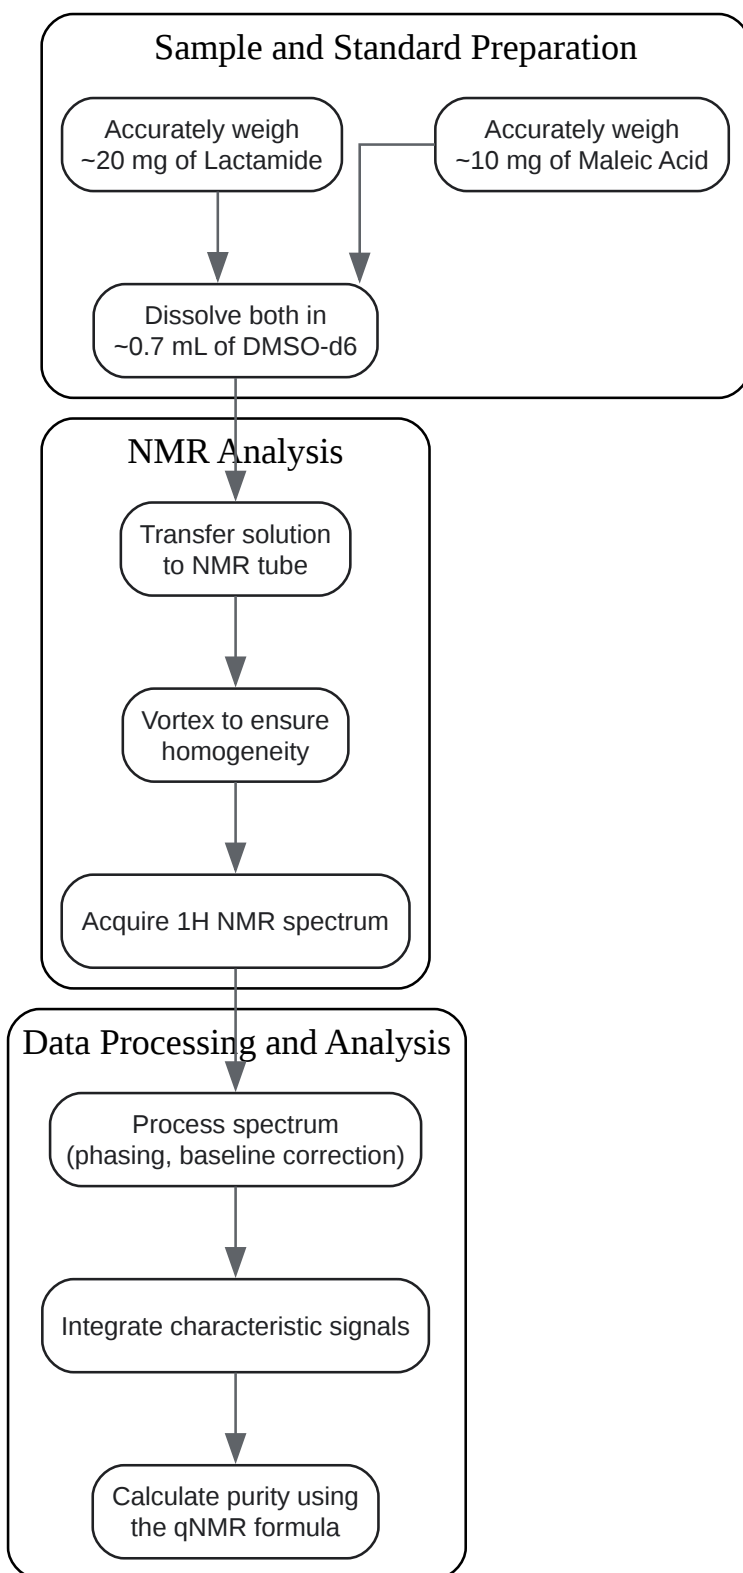 Sample and Standard Preparation
Accurately weigh
~20 mg of Lactamide
Accurately weigh
~10 mg of Maleic Acid
Dissolve both in
~0.7 mL of DMSO-d6
NMR Analysis
Transfer solution
to NMR tube
Vortex to ensure
homogeneity
Acquire 1H NMR spectrum
Data Processing and Analysis
Process spectrum
(phasing, baseline correction)
Integrate characteristic signals
Calculate purity using
the qNMR formula